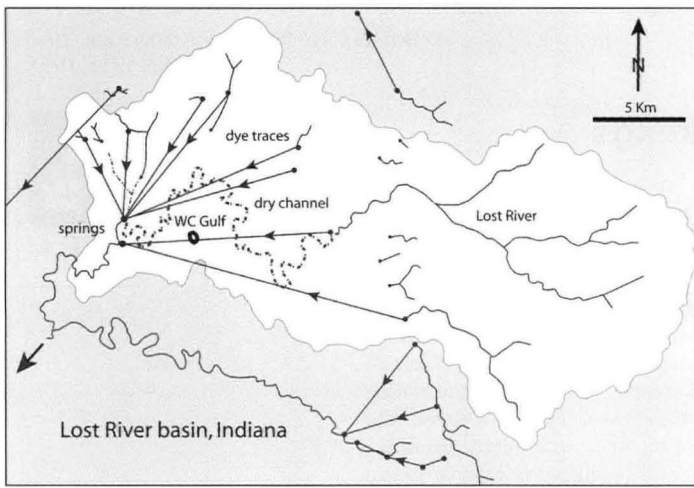 N
5 Km
dye traces
dry channel
WC Gulf
springs
Lost River
Lost River basin, Indiana